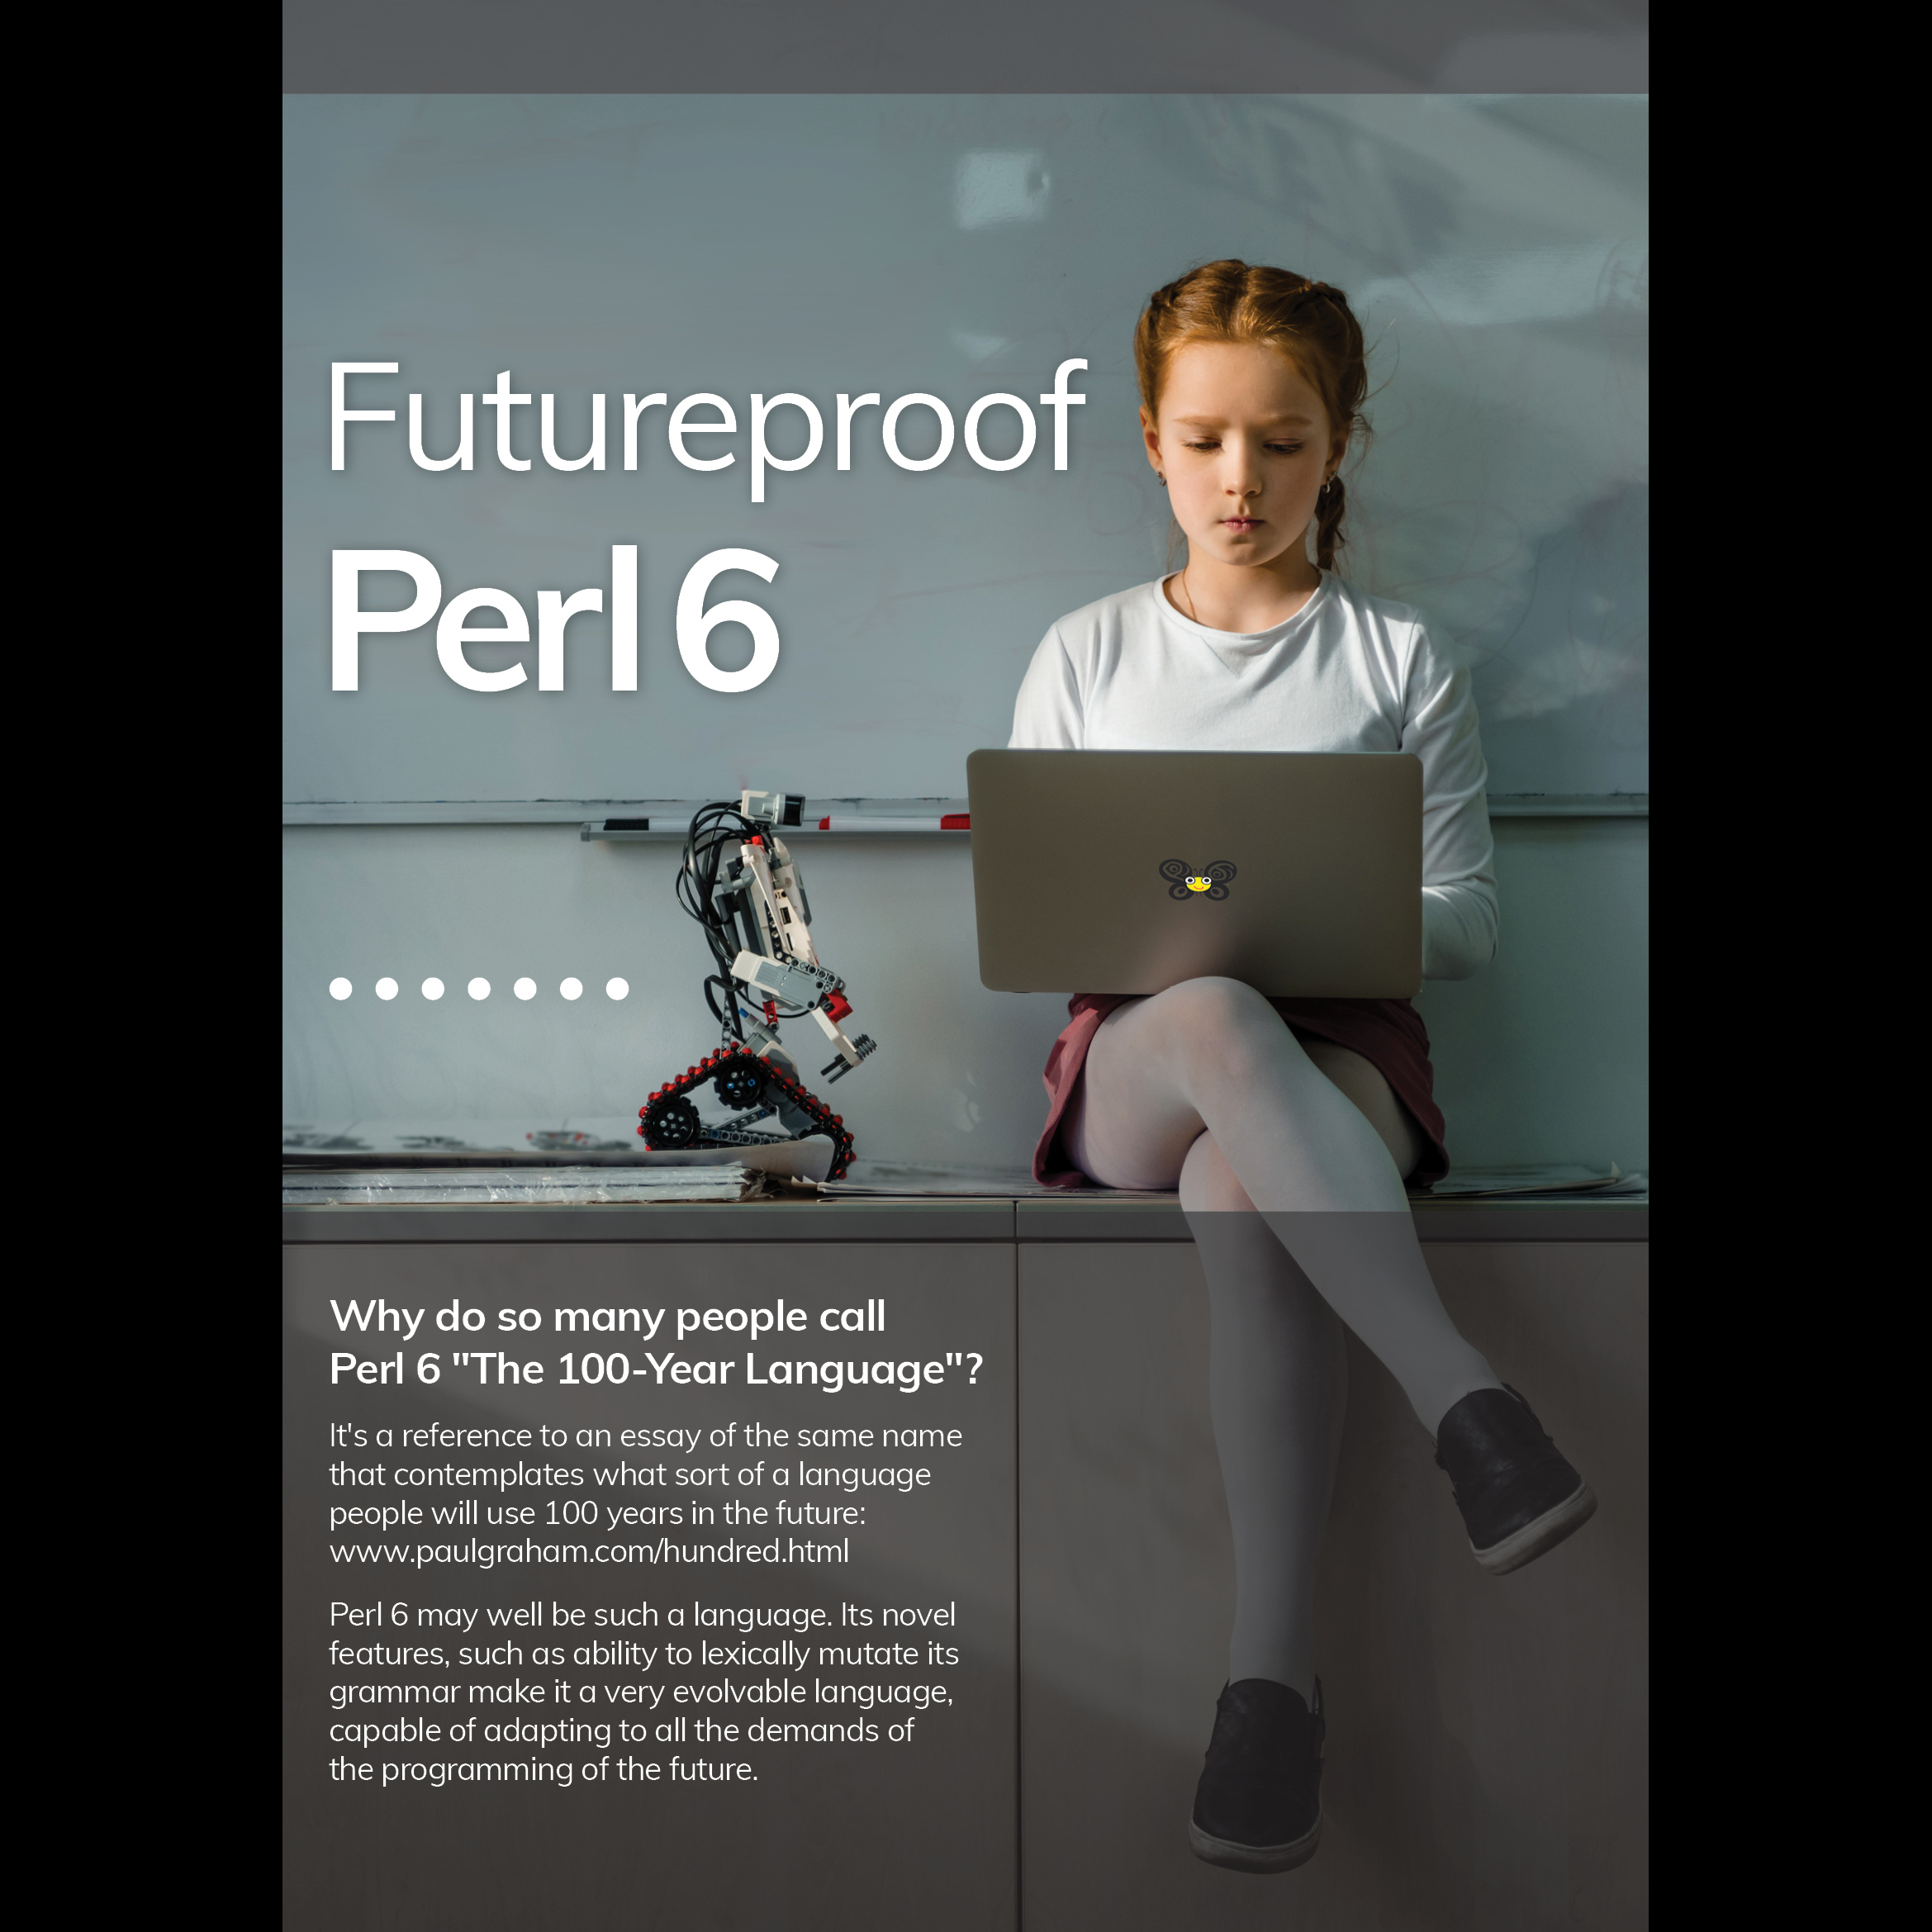 Futureproof
Perl 6
Why do so many people call
Perl 6 "The 100-Year Language"?
It's a reference to an essay of the same name
that contemplates what sort of a language
people will use 100 years in the future:
www.paulgraham.com/hundred.html
Perl 6 may well be such a language. Its novel
features, such as ability to lexically mutate its
grammar make it a very evolvable language,
capable of adapting to all the demands of
the programming of the future.